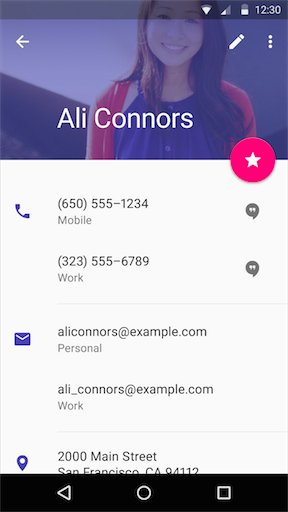 12:30
Ali Connors
(650) 555–1234
Mobile
(323) 555–6789
Work
aliconnors@example.com
Personal
ali_connors@example.com
Work
2000 Main Street
San Francisco, CA 94112